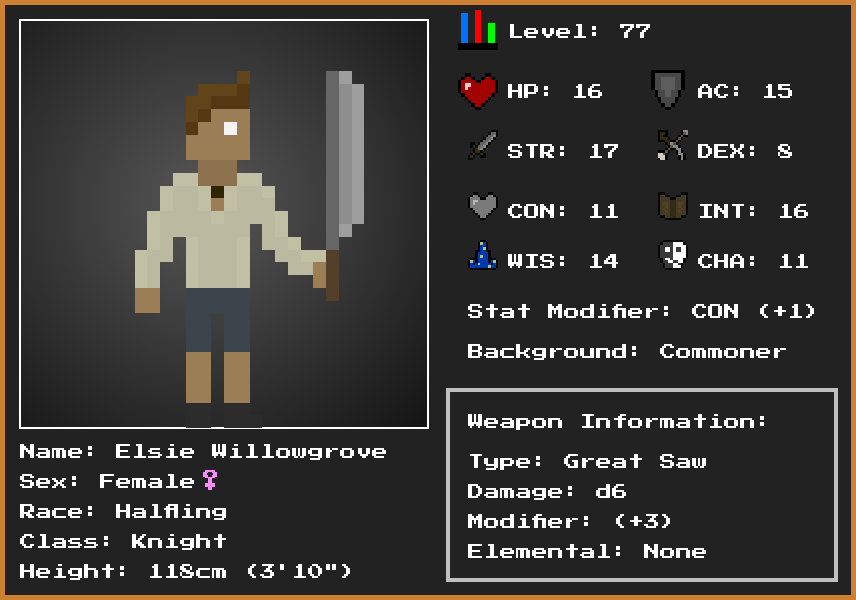 Level: 77
HP: 16 AC: 15
STR: 17 DEX: 8
CON: 11 INT: 16
WIS: 14 CHA: 11
Stat Modifier: CON (+1)
Background: Commoner
Weapon Information:
Type: Great Saw
Damage: d6
Modifier: (+3)
Elemental: None
Name: Elsie Willowgrove
Sex: Female♀
Race: Halfling
Class: Knight
Height: 118cm (3'10")